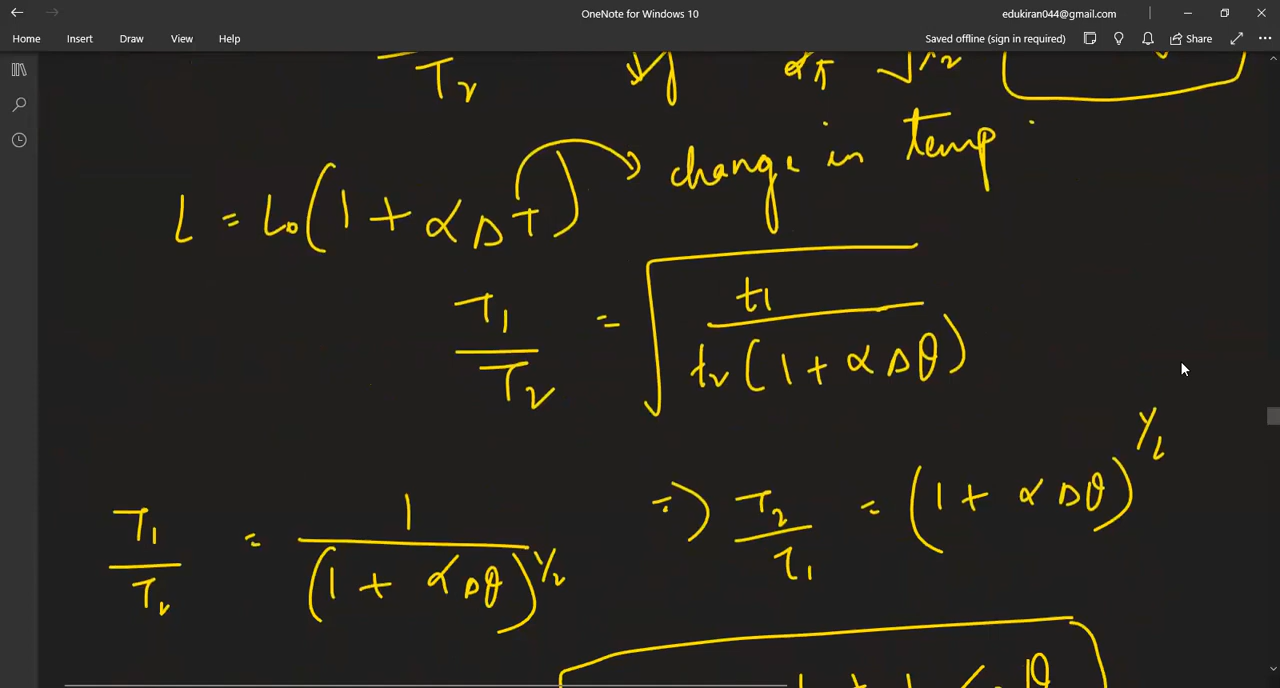 OneNote for Windows 10
edukiran044@gmail.com
Home Insert Draw View Help
Saved offline (sign in required)
Share
T2
change in temp
L = L0(1 + αΔT)
T1/T2 = √(t1/t2(1 + αΔθ))
T1/T2 = 1/(1 + αΔθ)^1/2 ⇒ T2/T1 = (1 + αΔθ)^1/2